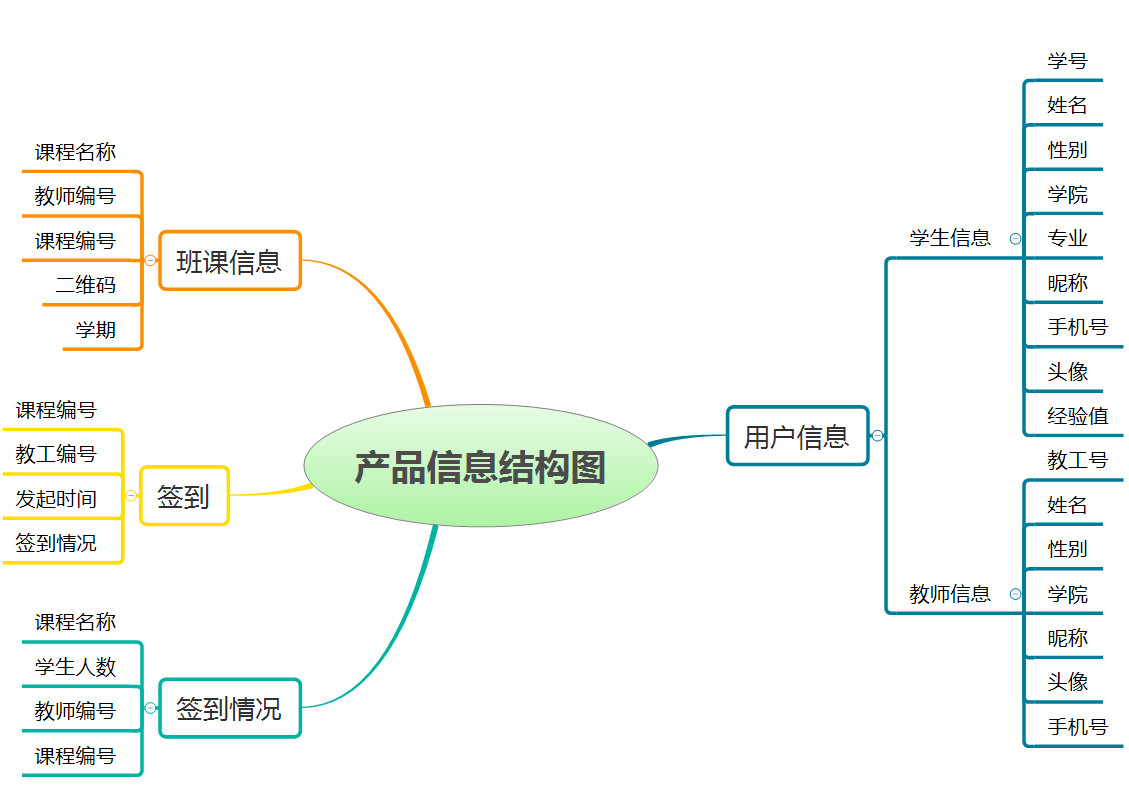 产品信息结构图
用户信息
学生信息
学号
姓名
性别
学院
专业
昵称
手机号
头像
经验值
教师信息
教工号
姓名
性别
学院
昵称
头像
手机号
班课信息
课程名称
教师编号
课程编号
二维码
学期
签到
课程编号
教工编号
发起时间
签到情况
签到情况
课程名称
学生人数
教师编号
课程编号